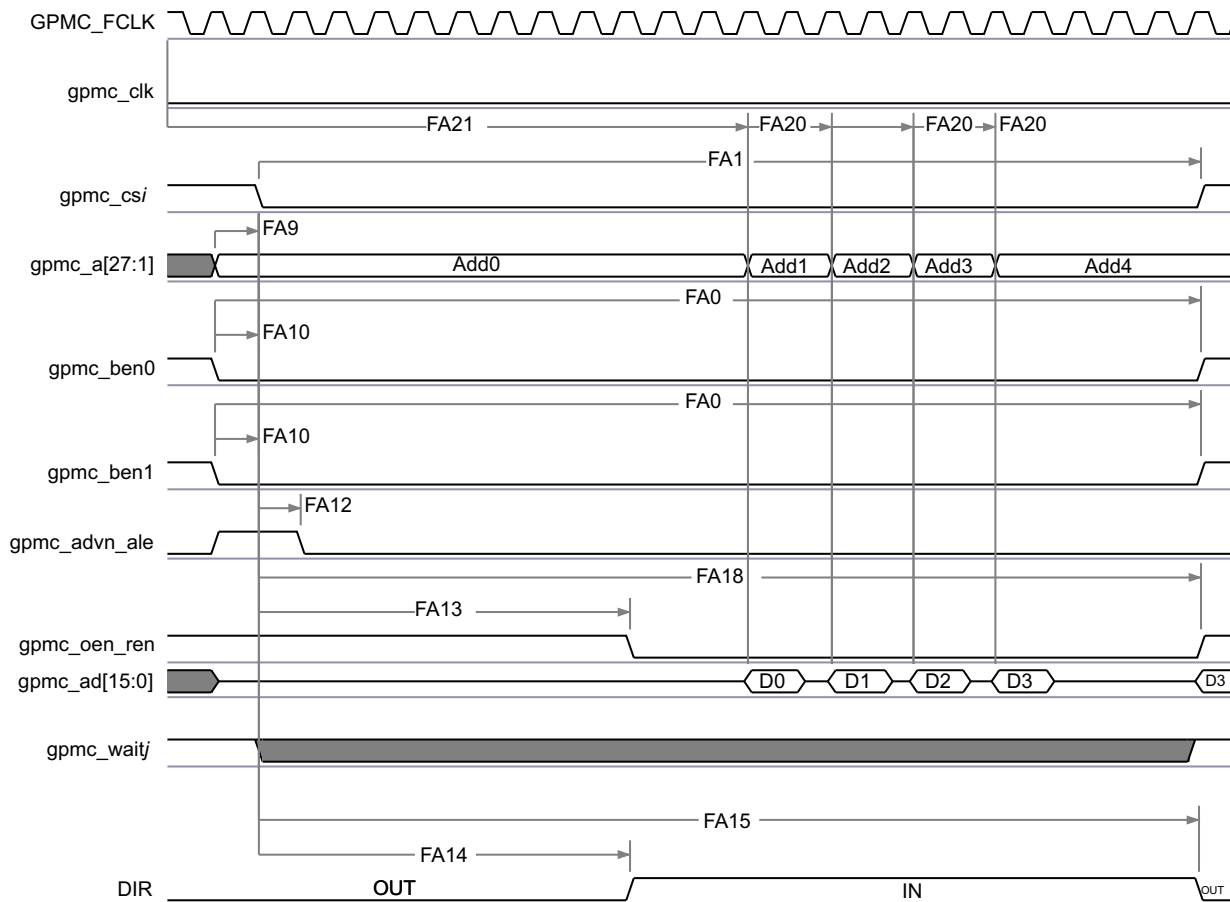 GPMC_FCLK
gpmc_clk
FA21 FA20 FA20 FA20
FA1
gpmc_csi
FA9
gpmc_a[27:1] Add0 Add1 Add2 Add3 Add4
FA0
FA10
gpmc_ben0
FA0
FA10
gpmc_ben1
FA12
gpmc_advn_ale
FA18
FA13
gpmc_oen_ren
gpmc_ad[15:0] D0 D1 D2 D3 D3
gpmc_waitj
FA15
FA14
DIR OUT IN OUT